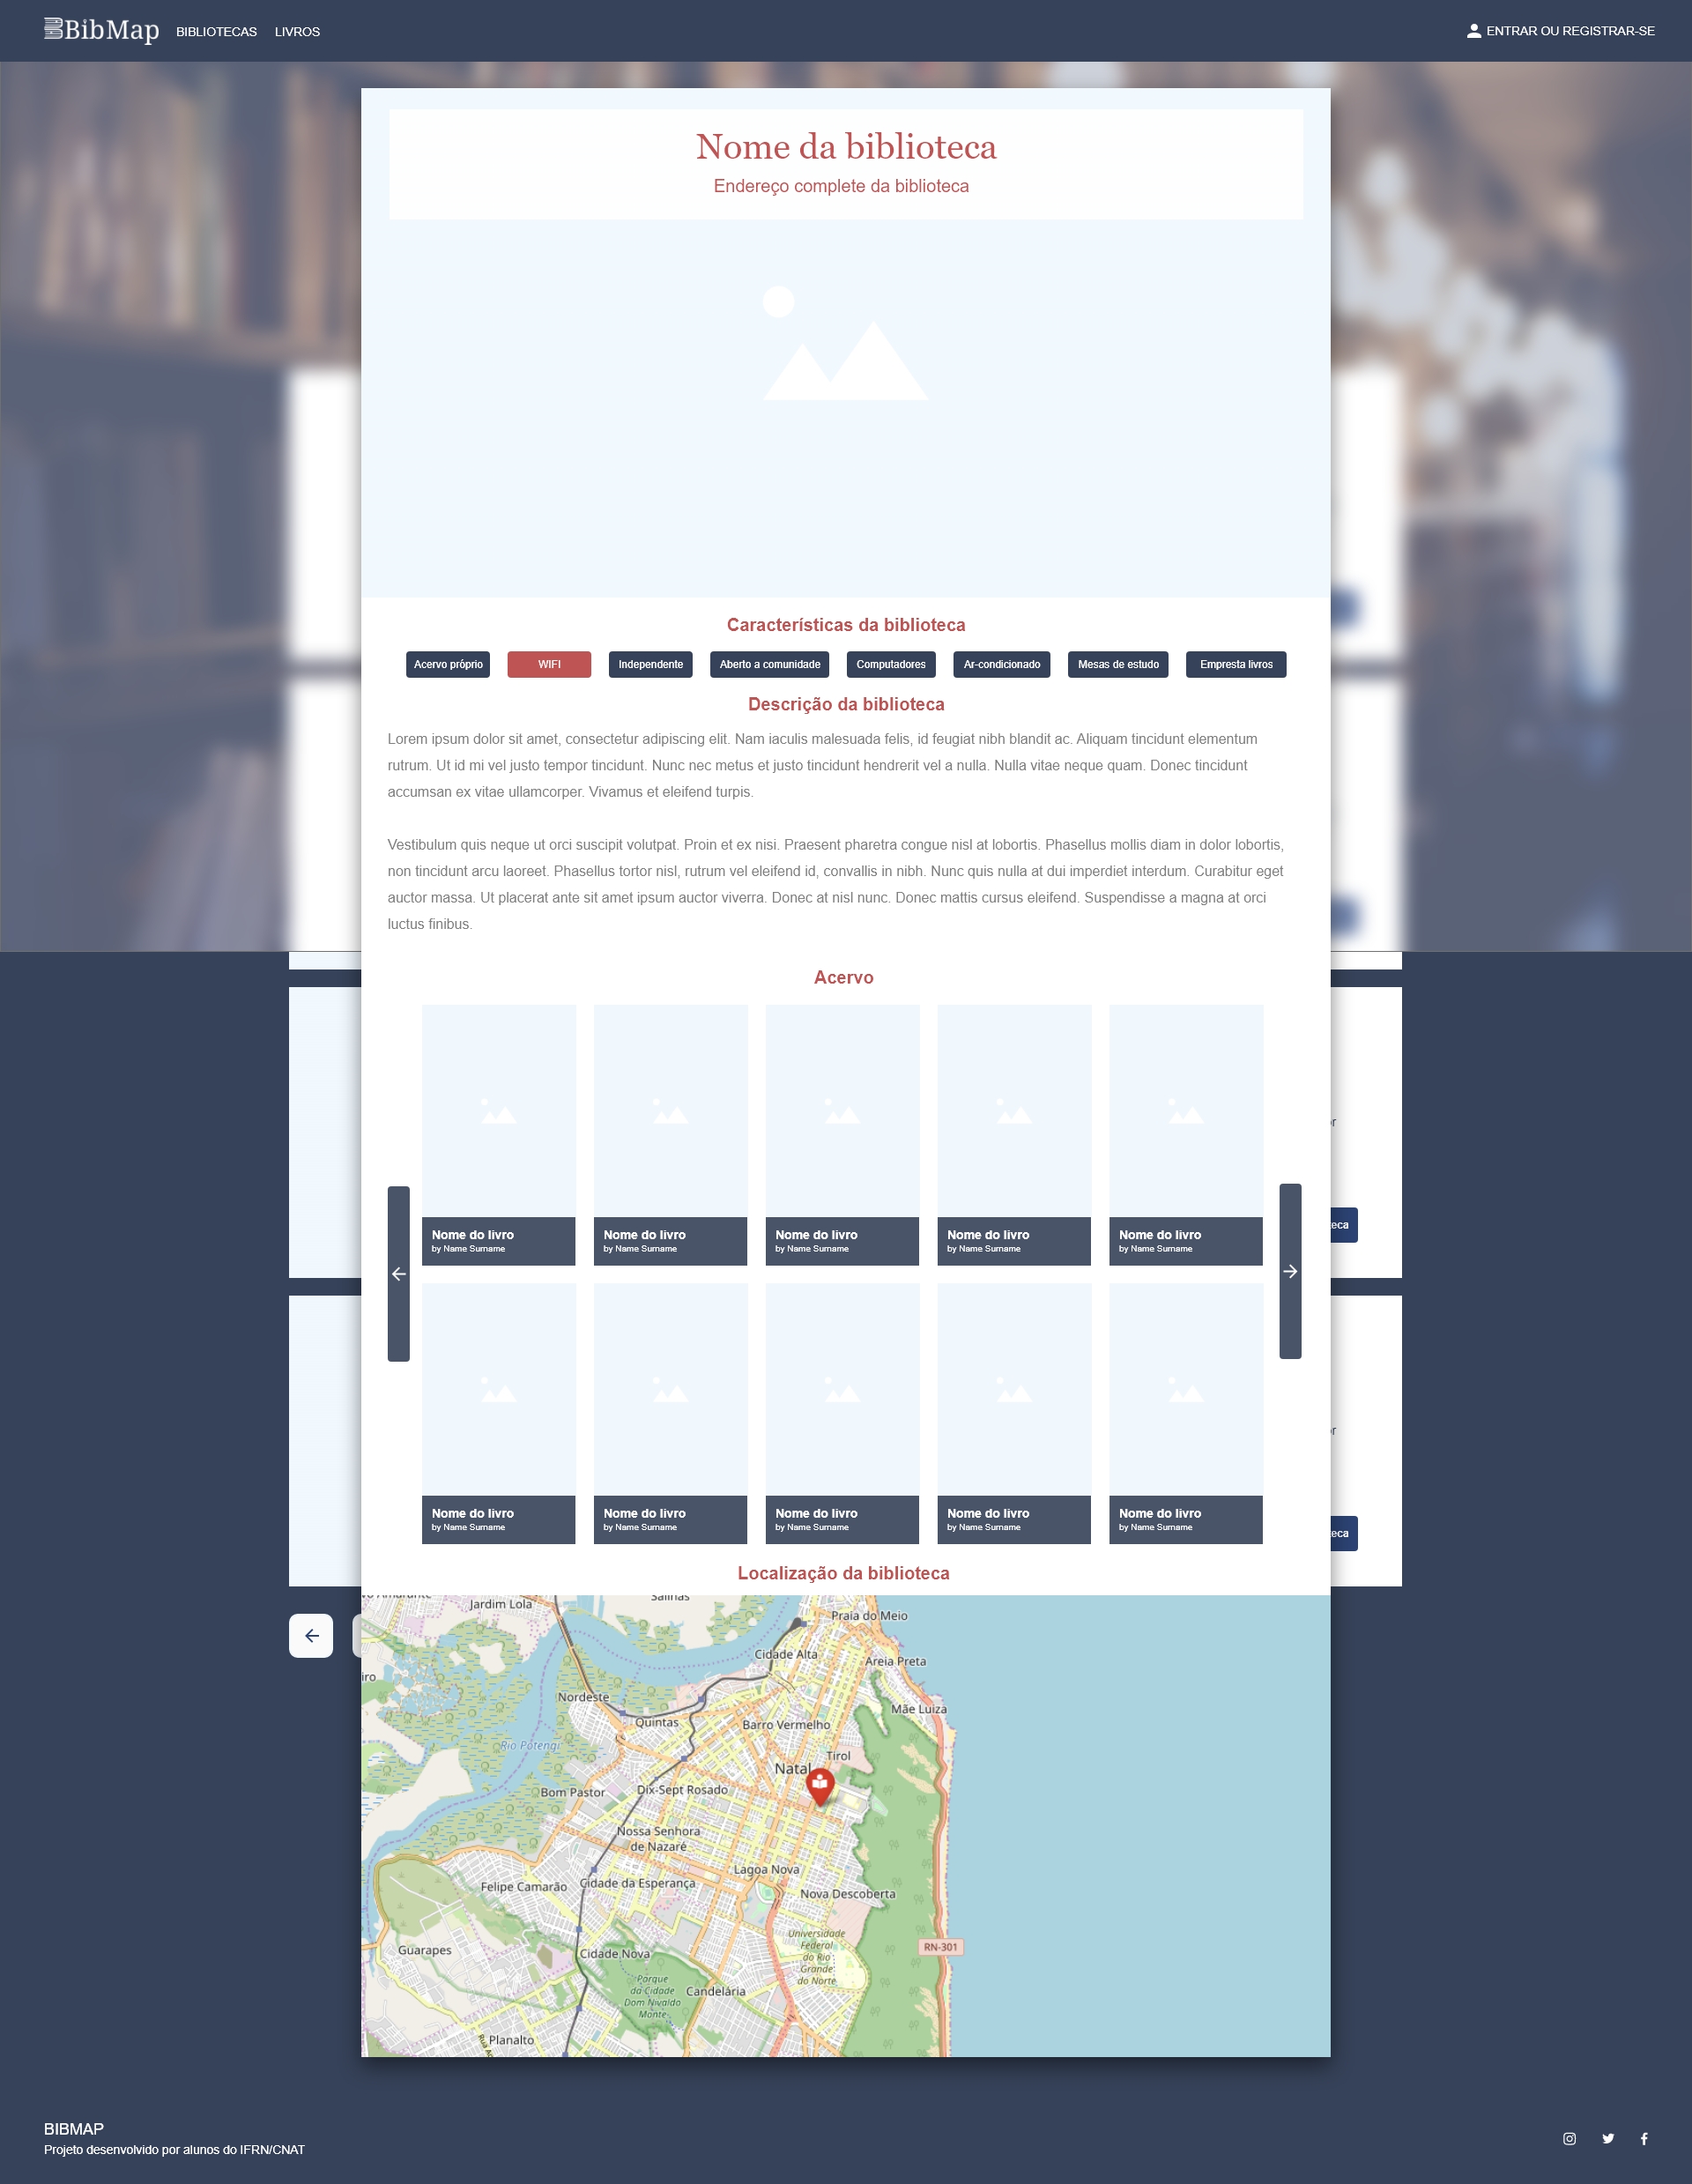 BibMap
BIBLIOTECAS LIVROS
ENTRAR OU REGISTRAR-SE
Nome da biblioteca
Endereço complete da biblioteca
Características da biblioteca
Acervo próprio WIFI Independente Aberto a comunidade Computadores Ar-condicionado Mesas de estudo Empresta livros
Descrição da biblioteca
Lorem ipsum dolor sit amet, consectetur adipiscing elit. Nam iaculis malesuada felis, id feugiat nibh blandit ac. Aliquam tincidunt elementum
rutrum. Ut id mi vel justo tempor tincidunt. Nunc nec metus et justo tincidunt hendrerit vel a nulla. Nulla vitae neque quam. Donec tincidunt
accumsan ex vitae ullamcorper. Vivamus et eleifend turpis.
Vestibulum quis neque ut orci suscipit volutpat. Proin et ex nisi. Praesent pharetra congue nisl at lobortis. Phasellus mollis diam in dolor lobortis,
non tincidunt arcu laoreet. Phasellus tortor nisl, rutrum vel eleifend id, convallis in nibh. Nunc quis nulla at dui imperdiet interdum. Curabitur eget
auctor massa. Ut placerat ante sit amet ipsum auctor viverra. Donec at nisl nunc. Donec mattis cursus eleifend. Suspendisse a magna at orci
luctus finibus.
Acervo
Nome do livro Nome do livro Nome do livro Nome do livro Nome do livro
by Name Surname by Name Surname by Name Surname by Name Surname by Name Surname
eca
Nome do livro Nome do livro Nome do livro Nome do livro Nome do livro
by Name Surname by Name Surname by Name Surname by Name Surname by Name Surname
eca
Localização da biblioteca
Jardim Lola
Salinas
Praia do Meio
Cidade Alta
Areia Preta
iro
Nordeste
Mãe Luiza
Quintas
Barro Vermelho
Rio Potengi
Tirol
Natal
Bom Pastor
Dix-Sept Rosado
Nossa Senhora
de Nazaré
Lagoa Nova
Felipe Camarão
Cidade da Esperança
Nova Descoberta
Universidade
Federal
do Rio
Grande
do Norte
RN-301
Guarapes
Cidade Nova
Parque
da Cidade
Dom Nivaldo
Monte
Candelária
Planalto
BIBMAP
Projeto desenvolvido por alunos do IFRN/CNAT